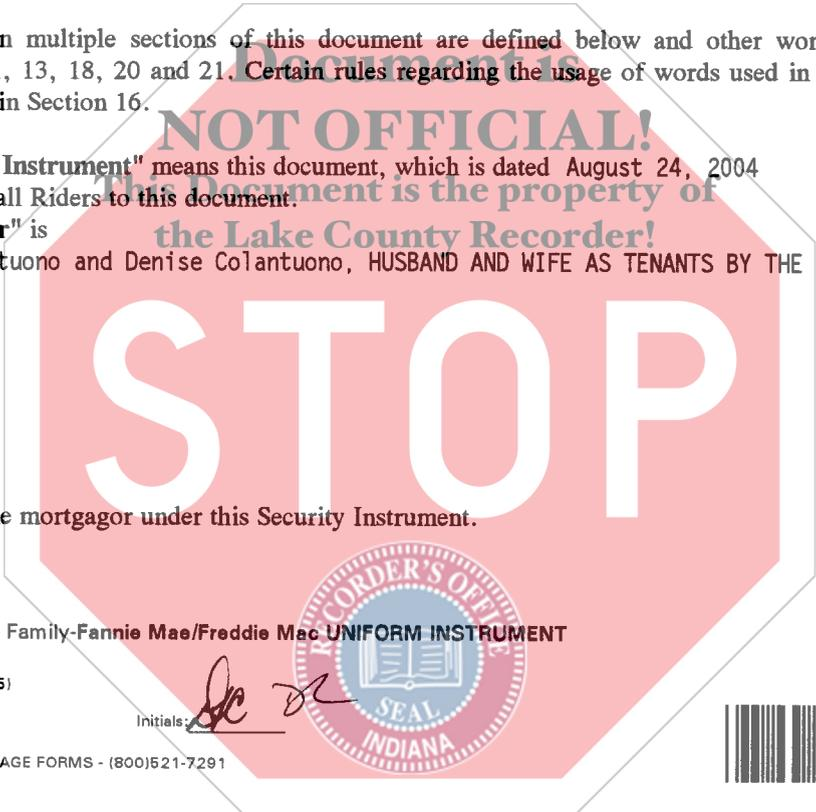 n multiple sections of this document are defined below and other wor
, 13, 18, 20 and 21. Certain rules regarding the usage of words used in
in Section 16.
Document is
NOT OFFICIAL!
This Document is the property of
the Lake County Recorder!
Instrument" means this document, which is dated August 24, 2004
all Riders to this document.
r" is
tuono and Denise Colantuono, HUSBAND AND WIFE AS TENANTS BY THE
STOP
e mortgagor under this Security Instrument.
RECORDER'S OFFICE
SEAL
INDIANA
Family-Fannie Mae/Freddie Mac UNIFORM INSTRUMENT
5)
Initials:
AGE FORMS - (800)521-7291